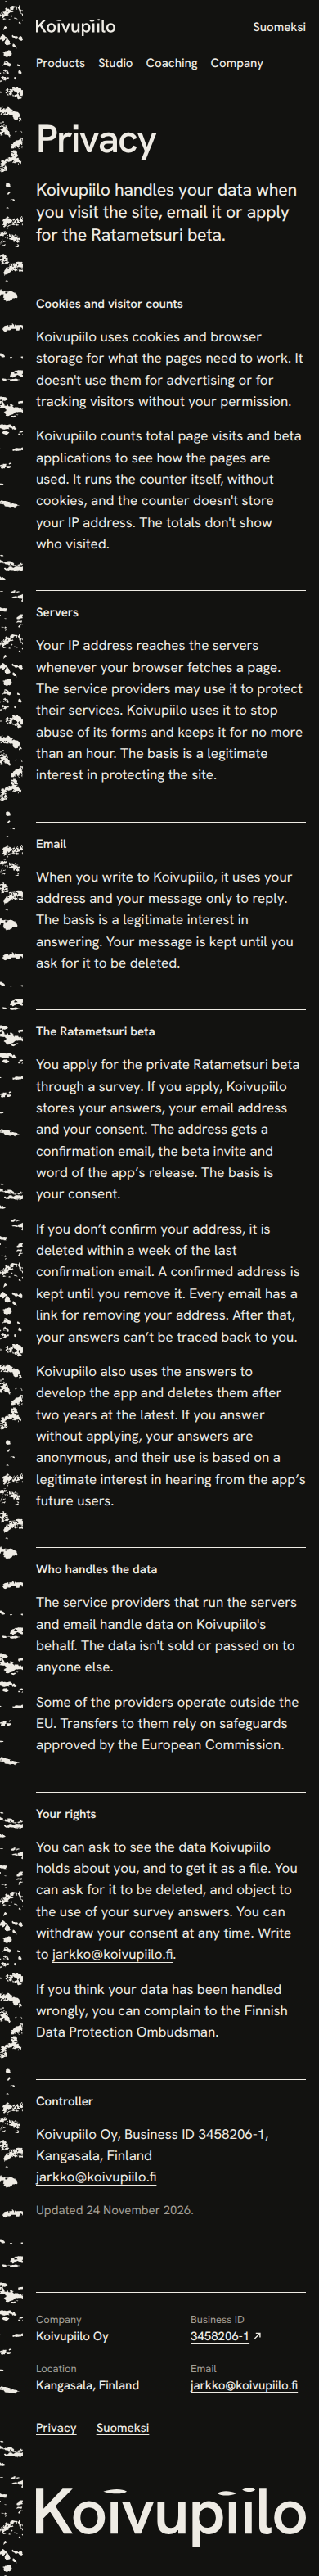 Koivupiilo
Suomeksi
Products Studio Coaching Company
Privacy
Koivupiilo handles your data when
you visit the site, email it or apply
for the Ratametsuri beta.
Cookies and visitor counts
Koivupiilo uses cookies and browser
storage for what the pages need to work. It
doesn't use them for advertising or for
tracking visitors without your permission.
Koivupiilo counts total page visits and beta
applications to see how the pages are
used. It runs the counter itself, without
cookies, and the counter doesn't store
your IP address. The totals don't show
who visited.
Servers
Your IP address reaches the servers
whenever your browser fetches a page.
The service providers may use it to protect
their services. Koivupiilo uses it to stop
abuse of its forms and keeps it for no more
than an hour. The basis is a legitimate
interest in protecting the site.
Email
When you write to Koivupiilo, it uses your
address and your message only to reply.
The basis is a legitimate interest in
answering. Your message is kept until you
ask for it to be deleted.
The Ratametsuri beta
You apply for the private Ratametsuri beta
through a survey. If you apply, Koivupiilo
stores your answers, your email address
and your consent. The address gets a
confirmation email, the beta invite and
word of the app’s release. The basis is
your consent.
If you don’t confirm your address, it is
deleted within a week of the last
confirmation email. A confirmed address is
kept until you remove it. Every email has a
link for removing your address. After that,
your answers can’t be traced back to you.
Koivupiilo also uses the answers to
develop the app and deletes them after
two years at the latest. If you answer
without applying, your answers are
anonymous, and their use is based on a
legitimate interest in hearing from the app’s
future users.
Who handles the data
The service providers that run the servers
and email handle data on Koivupiilo's
behalf. The data isn't sold or passed on to
anyone else.
Some of the providers operate outside the
EU. Transfers to them rely on safeguards
approved by the European Commission.
Your rights
You can ask to see the data Koivupiilo
holds about you, and to get it as a file. You
can ask for it to be deleted, and object to
the use of your survey answers. You can
withdraw your consent at any time. Write
to jarkko@koivupiilo.fi.
If you think your data has been handled
wrongly, you can complain to the Finnish
Data Protection Ombudsman.
Controller
Koivupiilo Oy, Business ID 3458206-1,
Kangasala, Finland
jarkko@koivupiilo.fi
Updated 24 November 2026.
Company
Koivupiilo Oy
Business ID
3458206-1 ↗
Location
Kangasala, Finland
Email
jarkko@koivupiilo.fi
Privacy Suomeksi
Koivupiilo